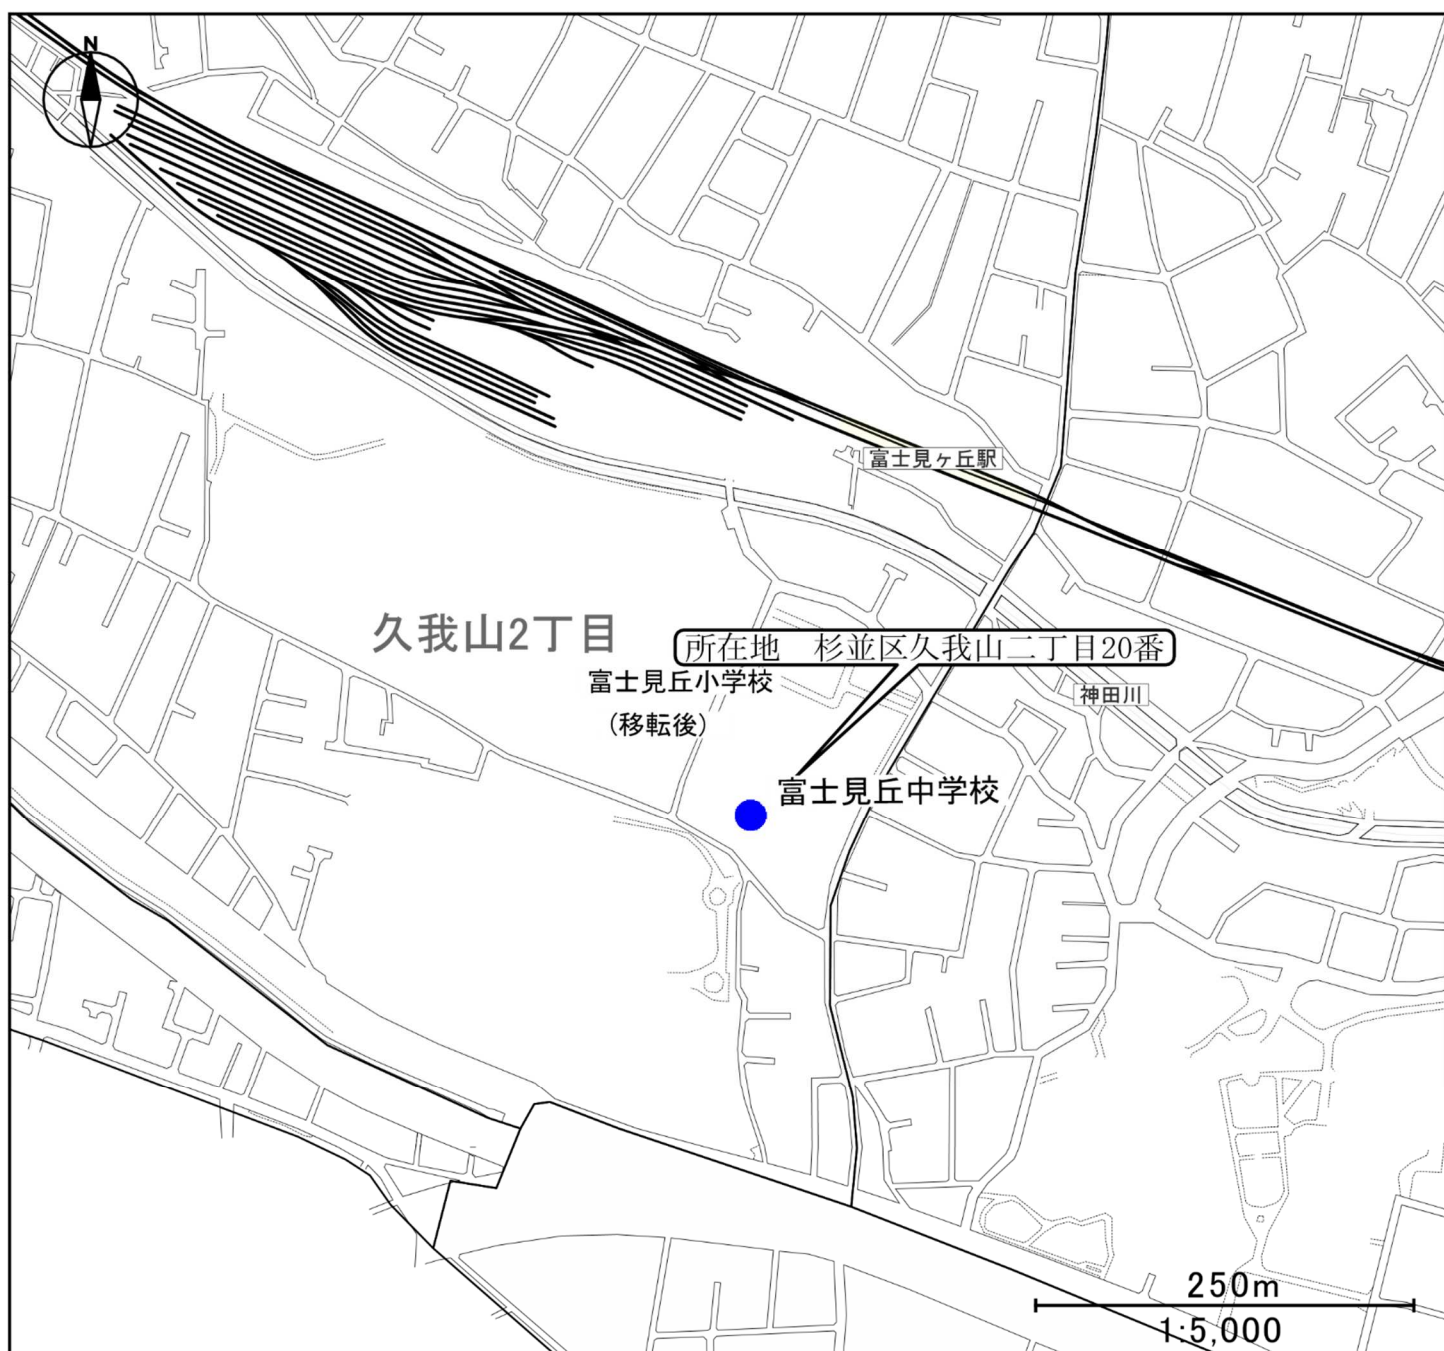 N
富士見ヶ丘駅
久我山2丁目
所在地　杉並区久我山二丁目20番
富士見丘小学校
（移転後）
神田川
富士見丘中学校
250m
1:5,000